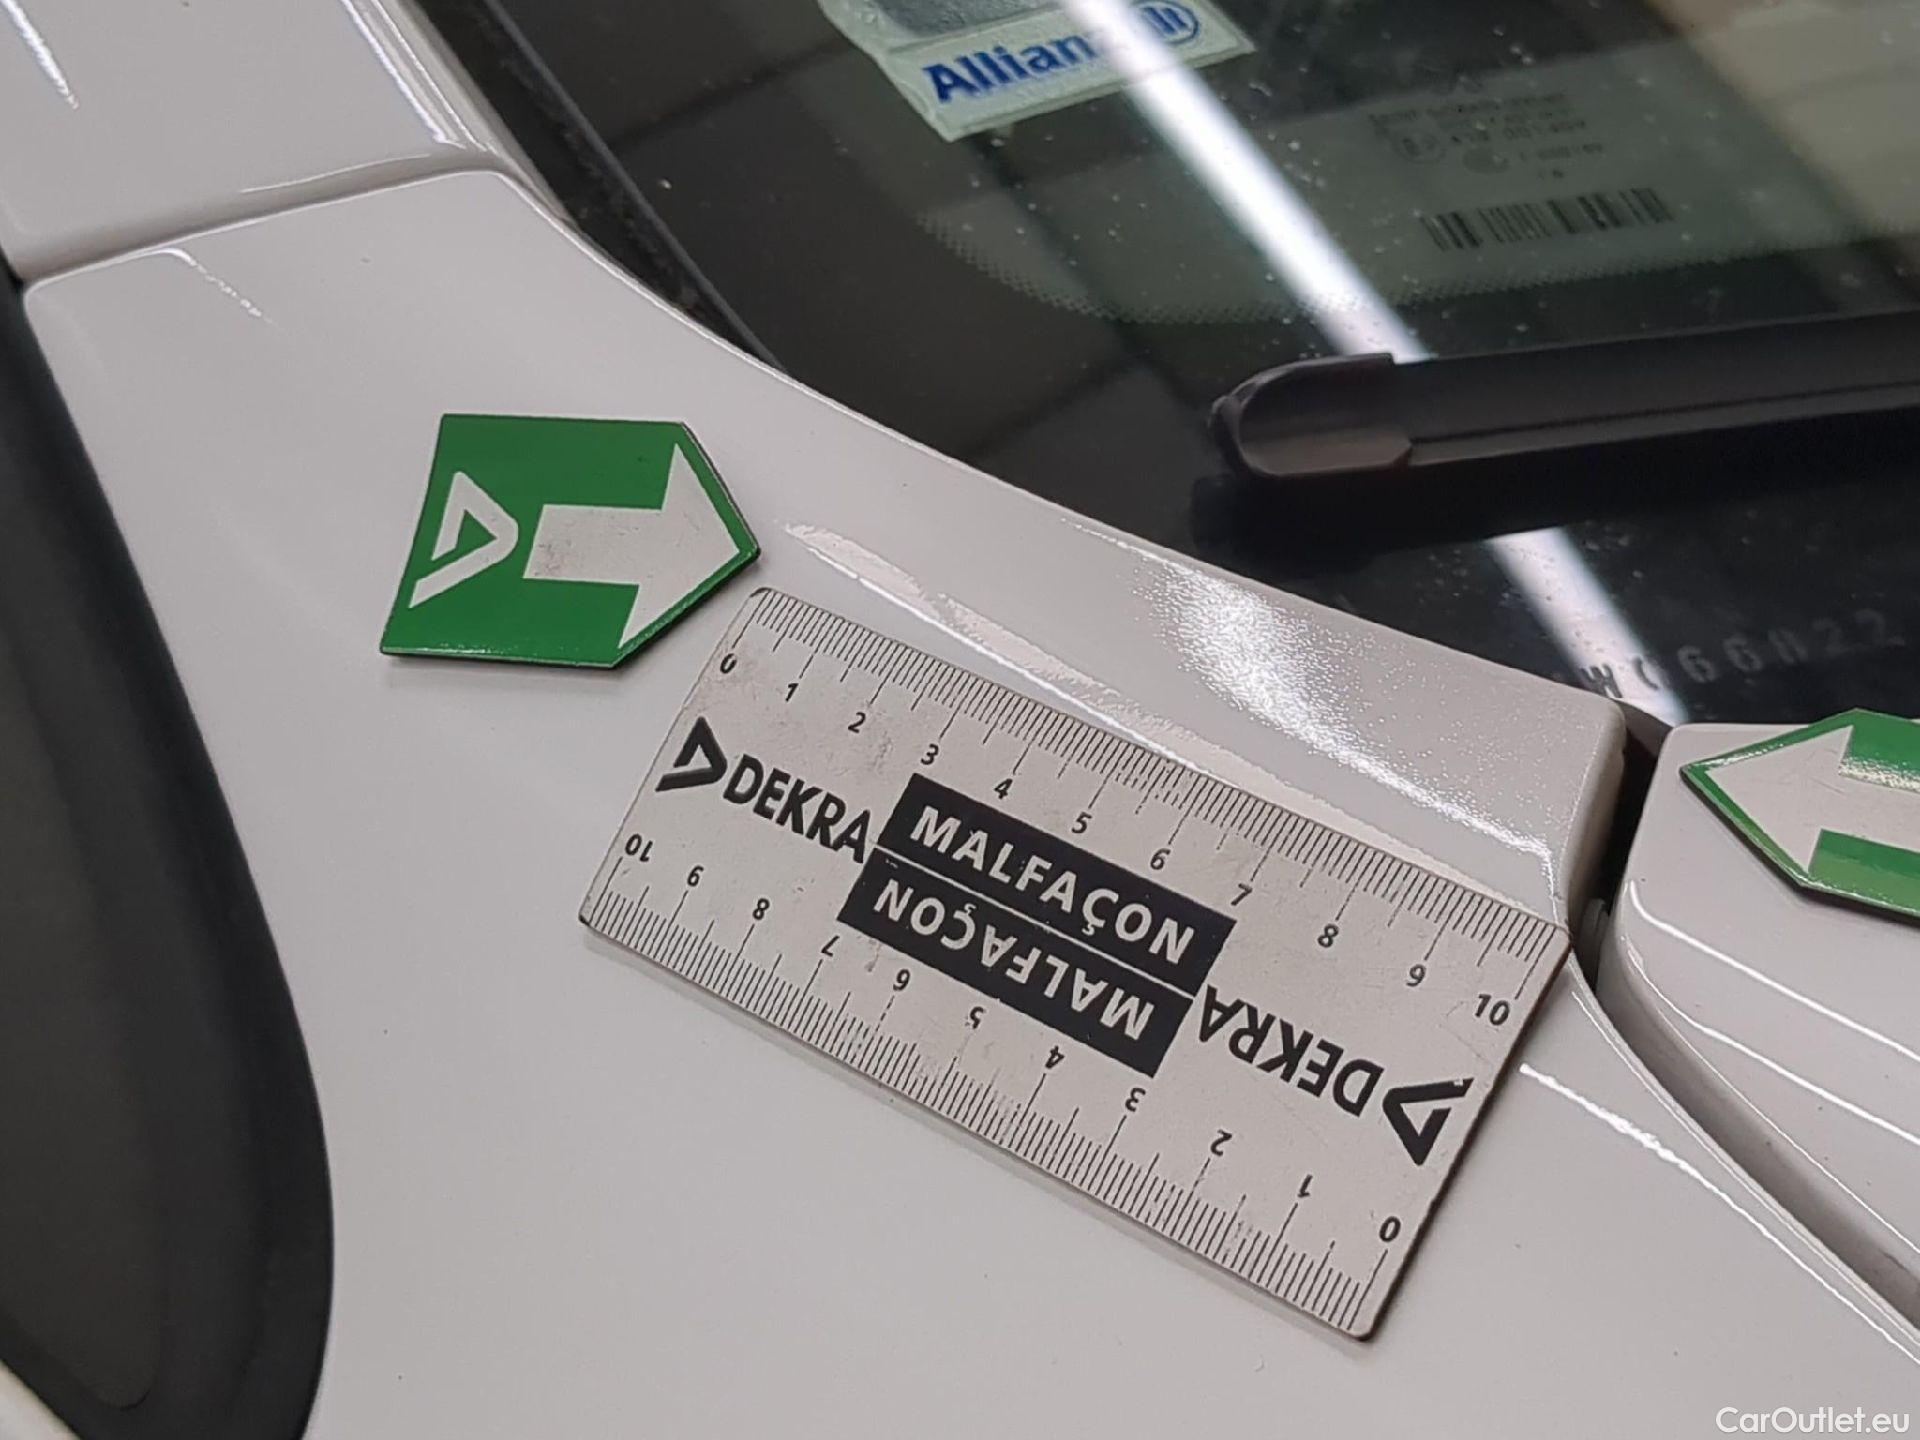 Allianz
WC66H822
0 1 2 3 4 5 6 7 8 9 10
DEKRA
MALFAÇON
MALFAÇON
DEKRA
10 9 8 7 6 5 4 3 2 1 0
CarOutlet.eu